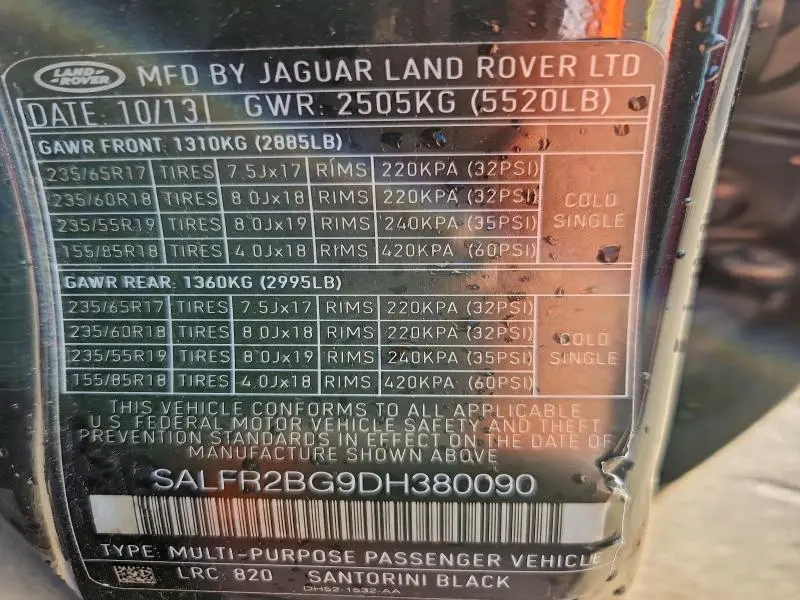 LAND ROVER MFD BY JAGUAR LAND ROVER LTD
DATE: 10/13 GWR: 2505KG (5520LB)
GAWR FRONT: 1310KG (2885LB)
235/65R17 TIRES 7.5Jx17 RIMS 220KPA (32PSI)
235/60R18 TIRES 8.0Jx18 RIMS 220KPA (32PSI) COLD
235/55R19 TIRES 8.0Jx19 RIMS 240KPA (35PSI) SINGLE
155/85R18 TIRES 4.0Jx18 RIMS 420KPA (60PSI)
GAWR REAR: 1360KG (2995LB)
235/65R17 TIRES 7.5Jx17 RIMS 220KPA (32PSI)
235/60R18 TIRES 8.0Jx18 RIMS 220KPA (32PSI) COLD
235/55R19 TIRES 8.0Jx19 RIMS 240KPA (35PSI) SINGLE
155/85R18 TIRES 4.0Jx18 RIMS 420KPA (60PSI)
THIS VEHICLE CONFORMS TO ALL APPLICABLE
U.S. FEDERAL MOTOR VEHICLE SAFETY AND THEFT
PREVENTION STANDARDS IN EFFECT ON THE DATE OF
MANUFACTURE SHOWN ABOVE
SALFR2BG9DH380090
TYPE: MULTI-PURPOSE PASSENGER VEHICLE
LRC: 820 SANTORINI BLACK
DH52-1532-AA